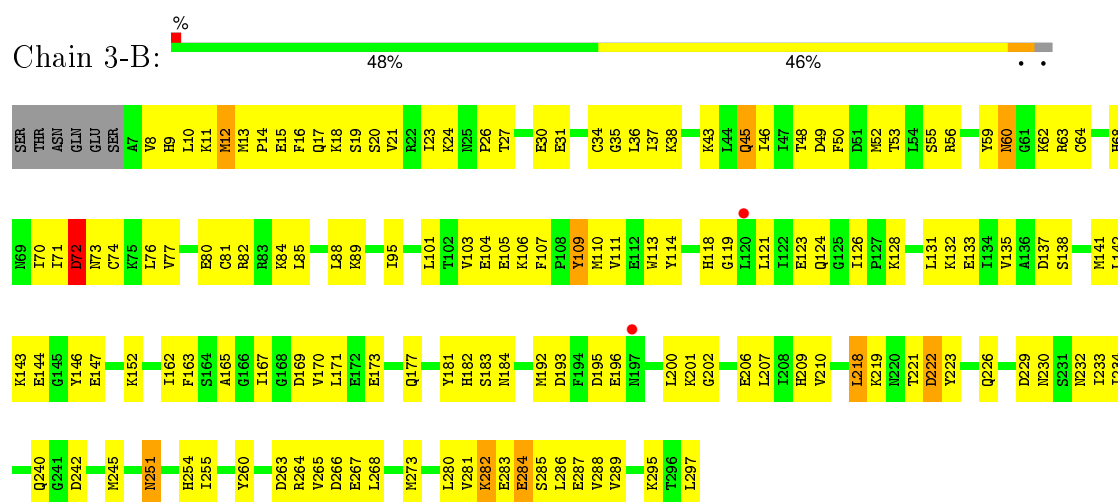 %
Chain 3-B:
48% 46% • •
SER THR ASN GLN GLU SER A7 V8 H9 L10 K11 M12 M13 P14 E15 F16 Q17 K18 S19 S20 V21 R22 I23 K24 N25 P26 T27 E30 E31 C34 G35 L36 I37 K38 K43 L44 Q45 I46 I47 T48 D49 F50 D51 M52 T53 L54 S55 R56 Y59 N60 G61 K62 R63 C64 H68
N69 I70 I71 D72 N73 C74 K75 L76 V77 E80 C81 R82 R83 K84 L85 L88 K89 I95 L101 T102 V103 E104 E105 K106 F107 P108 Y109 M110 V111 E112 W113 Y114 H118 G119 L120 L121 I122 E123 Q124 G125 I126 P127 K128 L131 K132 E133 I134 V135 A136 D137 S138 M141 L142
K143 E144 G145 Y146 E147 K152 I162 F163 S164 A165 G166 I167 G168 D169 V170 L171 E172 E173 Q177 Y181 H182 S183 N184 M192 D193 F194 D195 E196 N197 L200 K201 G202 E206 L207 I208 H209 V210 L218 K219 N220 T221 D222 Y223 Q226 D229 N230 S231 N232 I233 I234
Q240 G241 D242 M245 N251 H254 I255 Y260 D263 R264 V265 D266 E267 L268 M273 L280 V281 K282 E283 E284 S285 L286 E287 V288 V289 K295 T296 L297